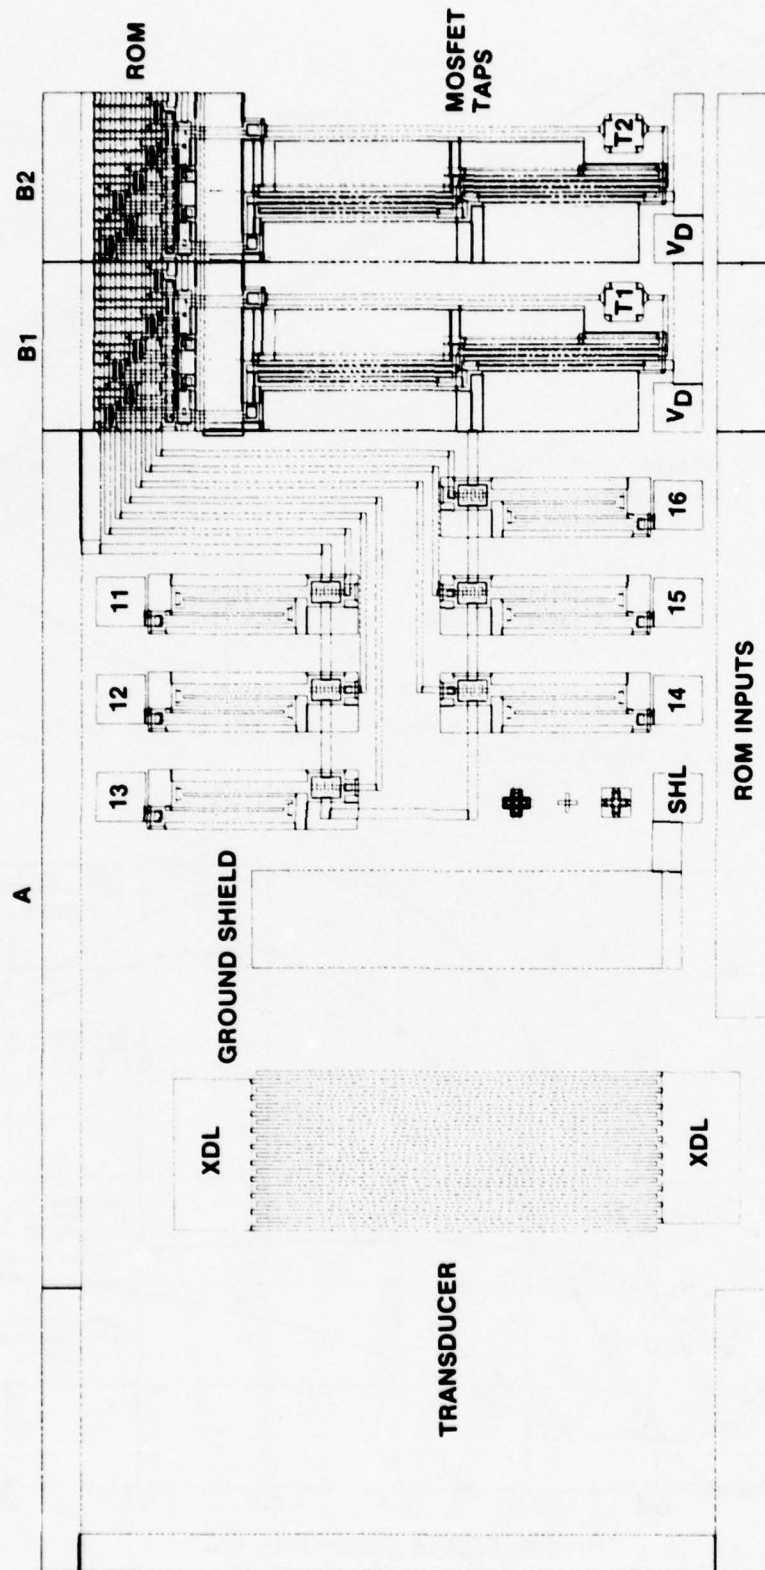 A
B1
B2
13
12
11
ROM
XDL
GROUND SHIELD
TRANSDUCER
MOSFET
TAPS
T1
T2
XDL
SHL
14
15
16
VD
VD
ROM INPUTS